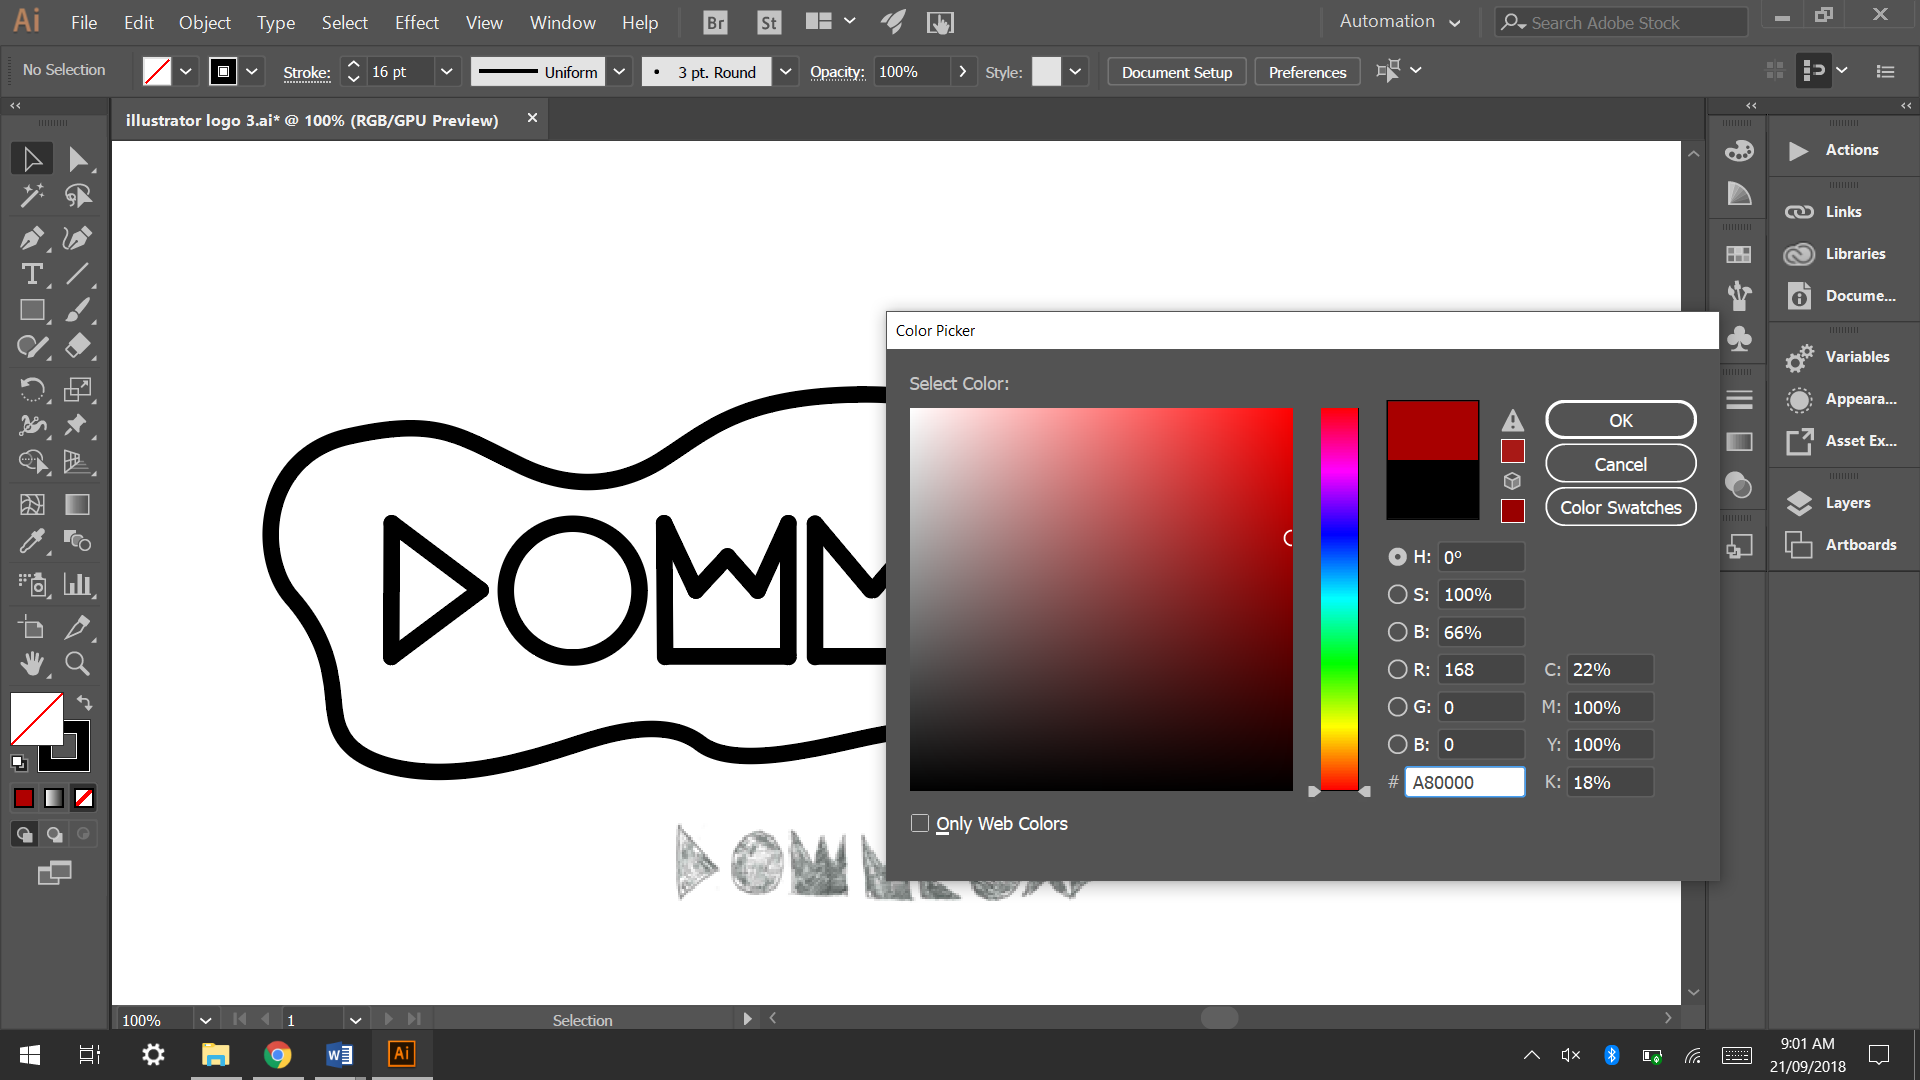 Ai File Edit Object Type Select Effect View Window Help Br St Automation Search Adobe Stock
No Selection Stroke: 16 pt Uniform 3 pt. Round Opacity: 100% Style: Document Setup Preferences
illustrator logo 3.ai* @ 100% (RGB/GPU Preview)
Actions
Links
Libraries
Docume...
Variables
Appeara...
Asset Ex...
Layers
Artboards
Color Picker
Select Color:
OK
Cancel
Color Swatches
H: 0º
S: 100%
B: 66%
R: 168 C: 22%
G: 0 M: 100%
B: 0 Y: 100%
# A80000 K: 18%
Only Web Colors
100% 1 Selection
9:01 AM
21/09/2018